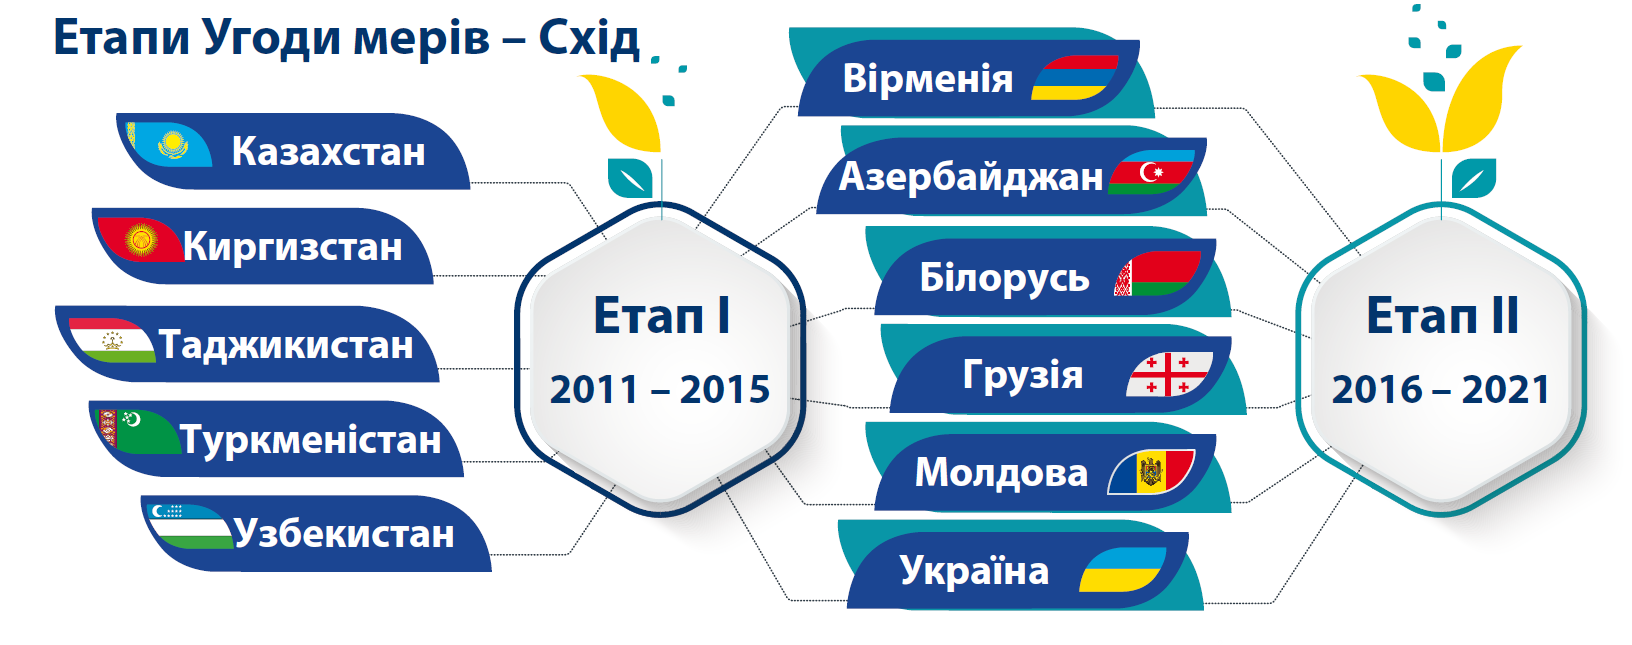 Етапи Угоди мерів – Схід
Казахстан
Киргизстан
Таджикистан
Туркменістан
Узбекистан
Етап I
2011 – 2015
Вірменія
Азербайджан
Білорусь
Грузія
Молдова
Україна
Етап II
2016 – 2021